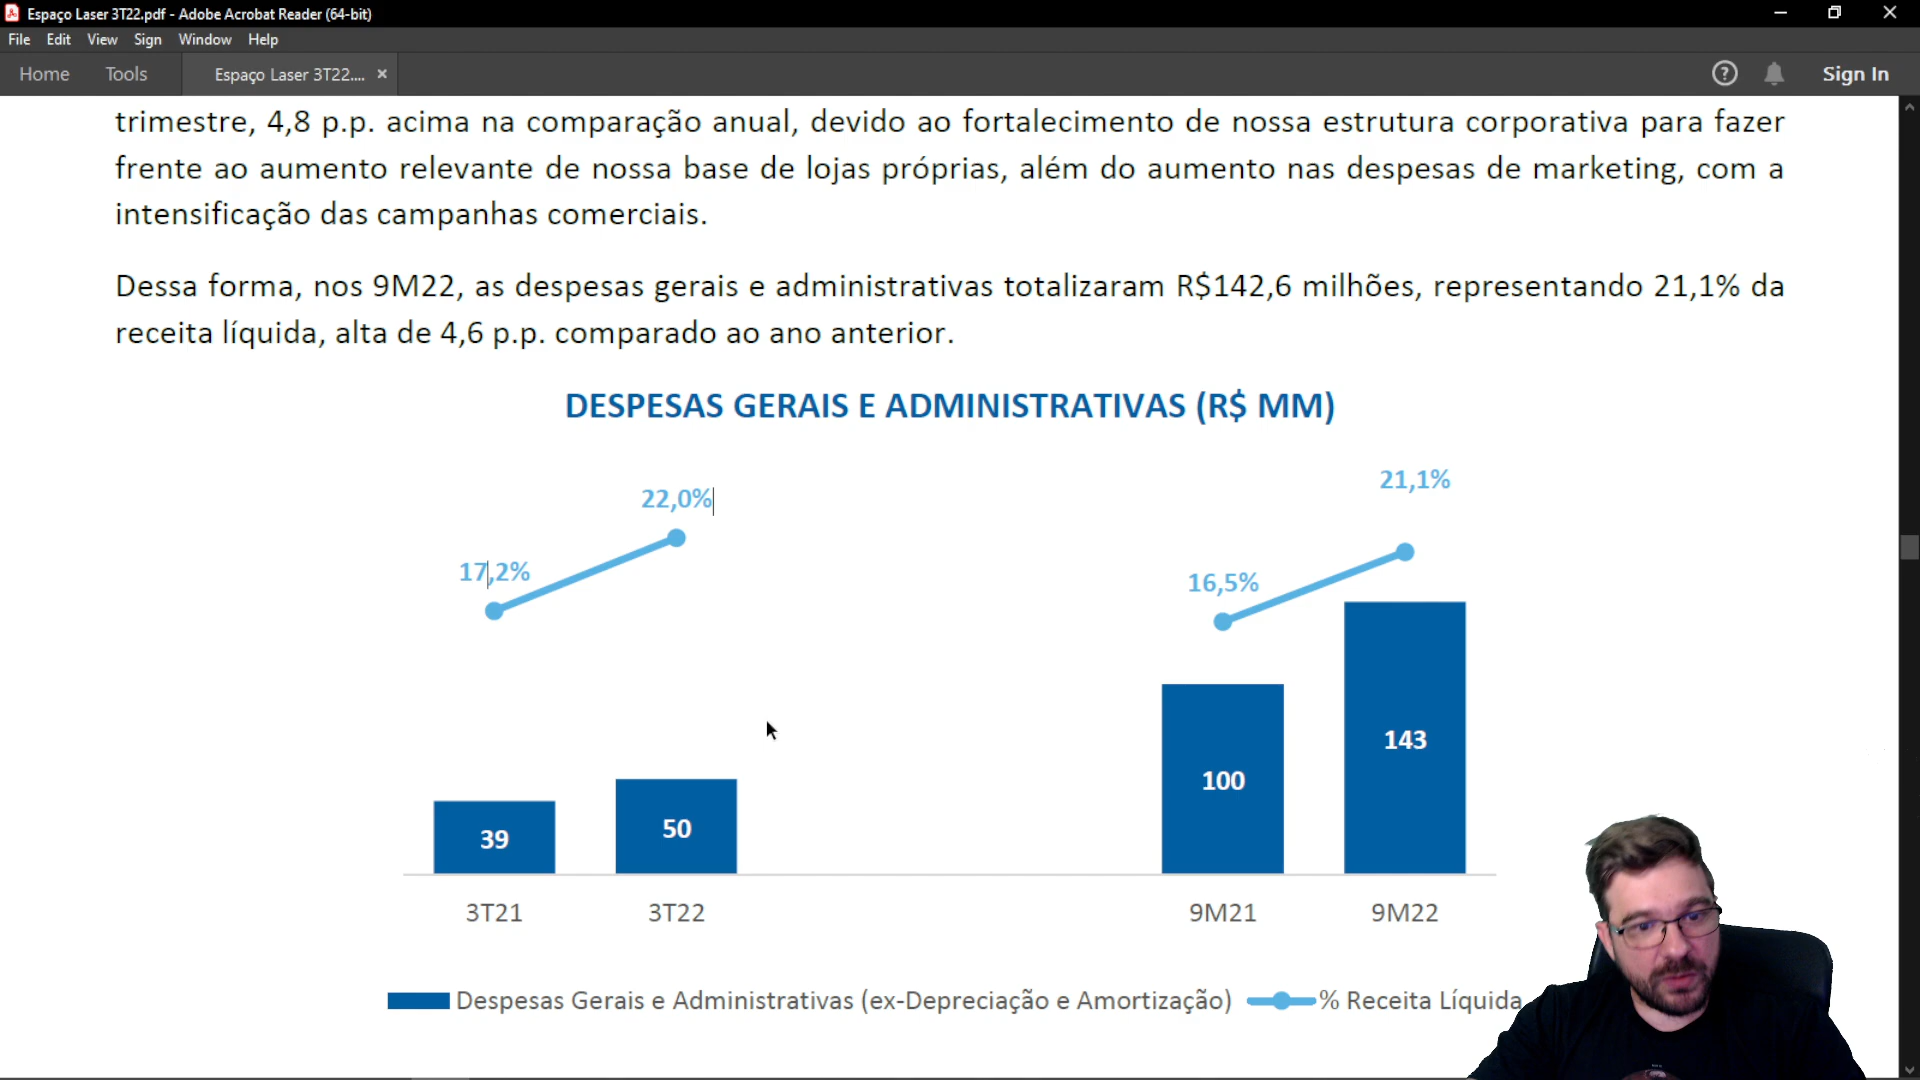 Espaço Laser 3T22.pdf - Adobe Acrobat Reader (64-bit)
File Edit View Sign Window Help
Home Tools Espaço Laser 3T22.... × Sign In
trimestre, 4,8 p.p. acima na comparação anual, devido ao fortalecimento de nossa estrutura corporativa para fazer
frente ao aumento relevante de nossa base de lojas próprias, além do aumento nas despesas de marketing, com a
intensificação das campanhas comerciais.
Dessa forma, nos 9M22, as despesas gerais e administrativas totalizaram R$142,6 milhões, representando 21,1% da
receita líquida, alta de 4,6 p.p. comparado ao ano anterior.
DESPESAS GERAIS E ADMINISTRATIVAS (R$ MM)
17,2% 22,0% 16,5% 21,1%
39 50 100 143
3T21 3T22 9M21 9M22
Despesas Gerais e Administrativas (ex-Depreciação e Amortização) % Receita Líquida